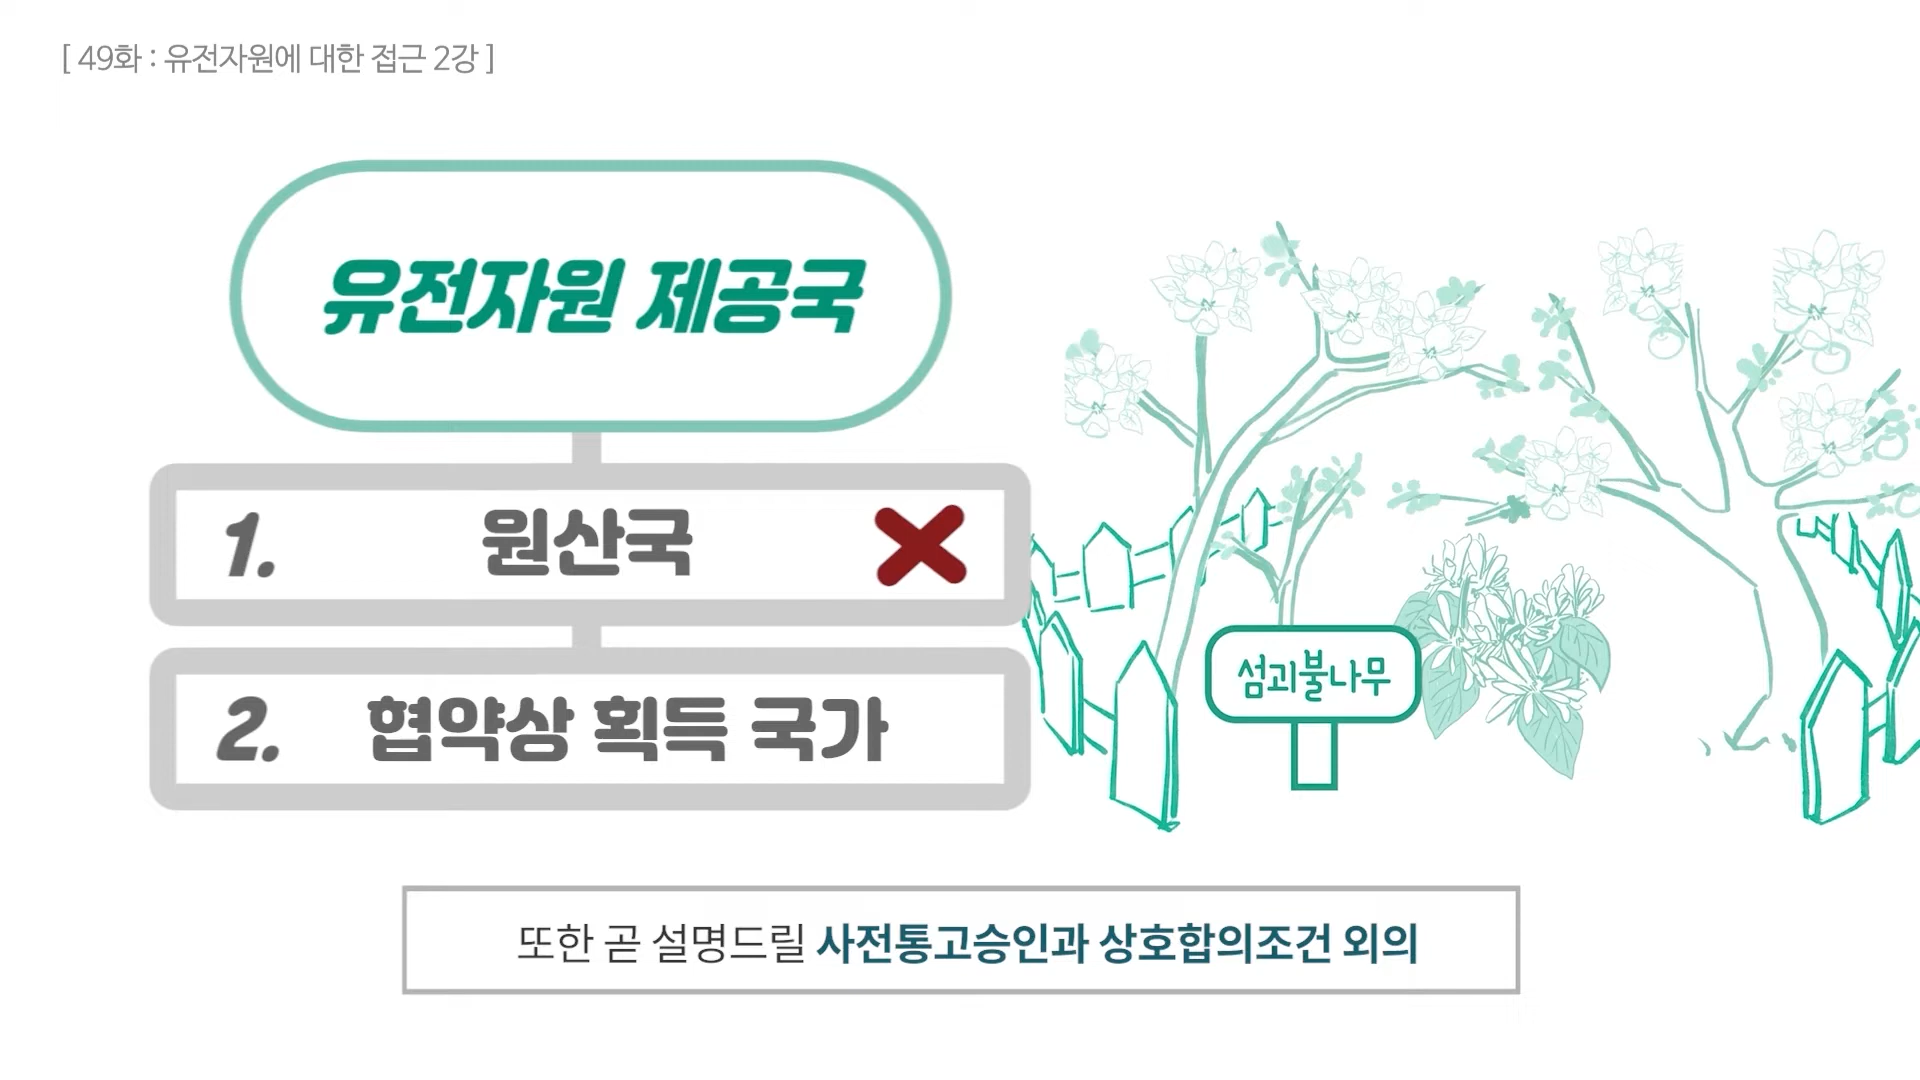 [ 49화 : 유전자원에 대한 접근 2강 ]
유전자원 제공국
1. 원산국
2. 협약상 획득 국가
섬괴불나무
또한 곧 설명드릴 사전통고승인과 상호합의조건 외의